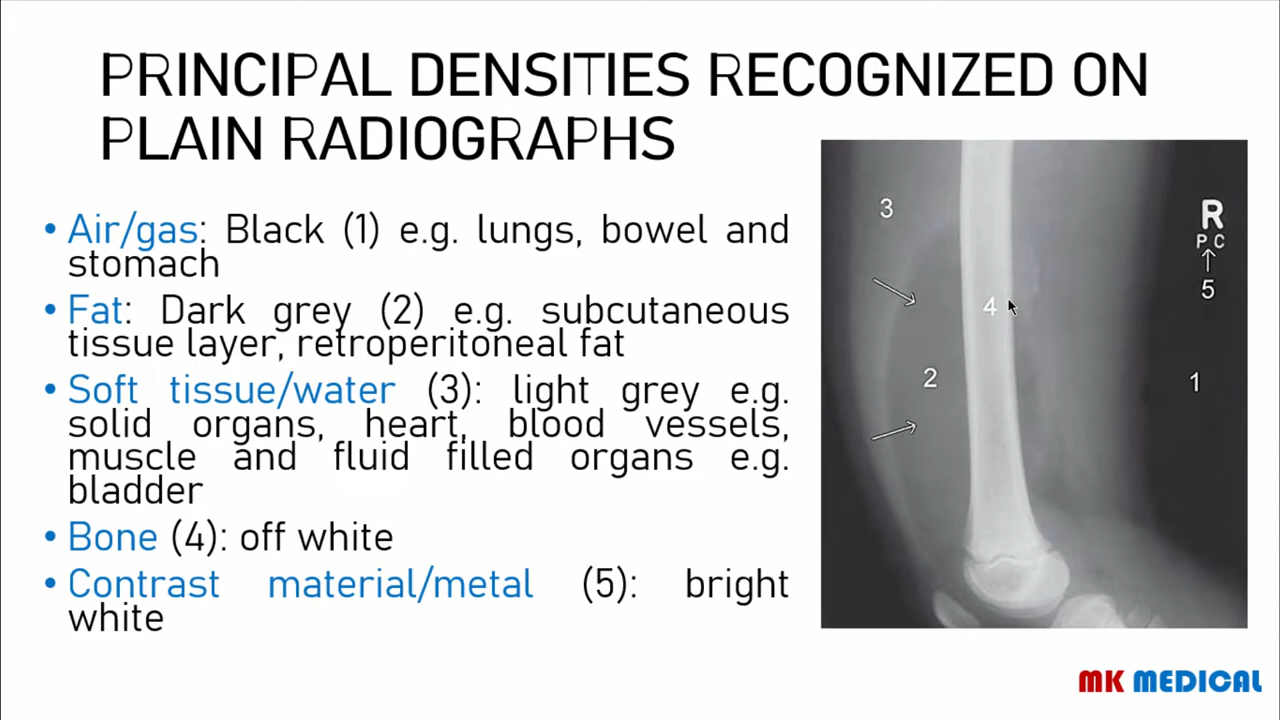 PRINCIPAL DENSITIES RECOGNIZED ON
PLAIN RADIOGRAPHS
• Air/gas: Black (1) e.g. lungs, bowel and
stomach
• Fat: Dark grey (2) e.g. subcutaneous
tissue layer, retroperitoneal fat
• Soft tissue/water (3): light grey e.g.
solid organs, heart, blood vessels,
muscle and fluid filled organs e.g.
bladder
• Bone (4): off white
• Contrast material/metal (5): bright
white
3
R
P C
5
4
2
1
MK MEDICAL